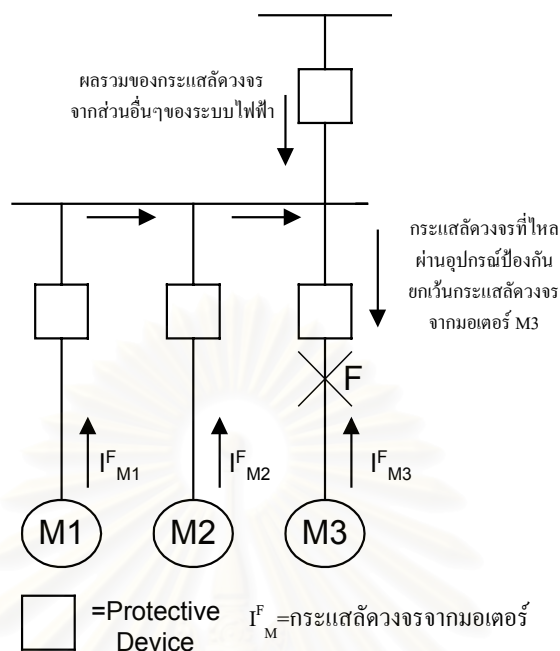 ผลรวมของกระแสลัดวงจร
จากส่วนอื่นๆของระบบไฟฟ้า
กระแสลัดวงจรที่ไหล
ผ่านอุปกรณ์ป้องกัน
ยกเว้นกระแสลัดวงจร
จากมอเตอร์ M3
F
I^F_M1
I^F_M2
I^F_M3
M1
M2
M3
=Protective
Device
I^F_M=กระแสลัดวงจรจากมอเตอร์